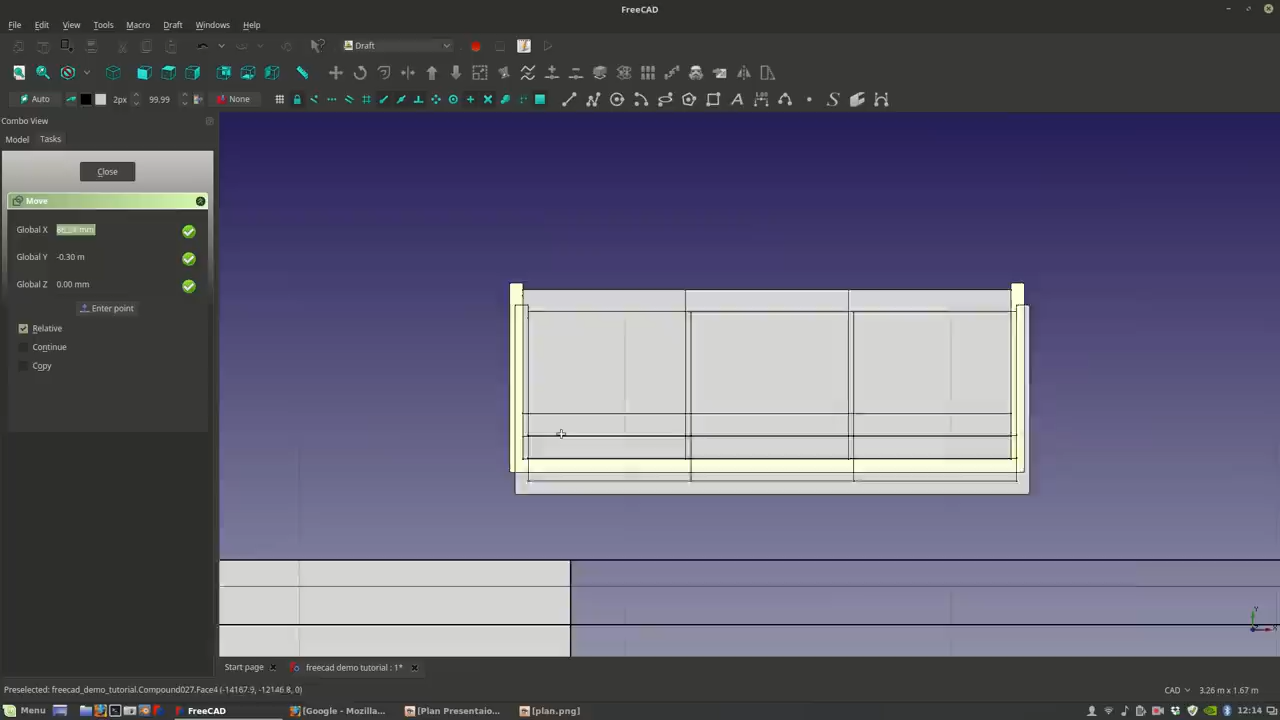 FreeCAD
File Edit View Tools Macro Draft Windows Help
Draft
Auto 2px 99.99 None
Combo View
Model Tasks
Close
Move
Global X
Global Y -0.30 m
Global Z 0.00 mm
Enter point
Relative
Continue
Copy
Y
Start page freecad demo tutorial : 1*
Preselected: freecad_demo_tutorial.Compound027.Face4 (-14167.9, -12146.8, 0) CAD 3.26 m x 1.67 m
Menu FreeCAD [Google - Mozilla... [Plan Presentaio... [plan.png] 12:14